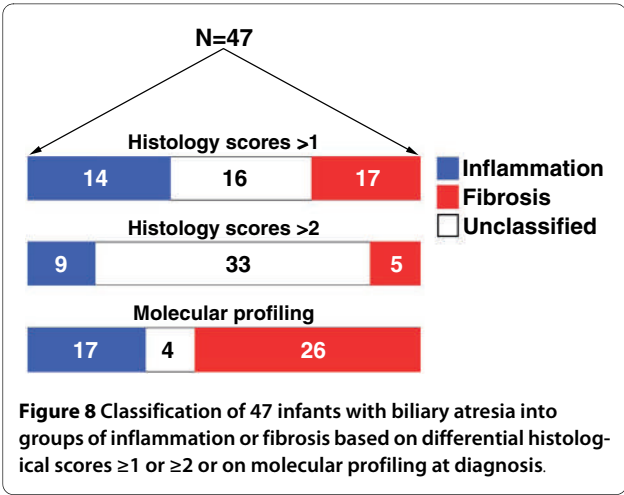 N=47
Histology scores >1
14 16 17
Inflammation
Fibrosis
Unclassified
Histology scores >2
9 33 5
Molecular profiling
17 4 26
Figure 8 Classification of 47 infants with biliary atresia into
groups of inflammation or fibrosis based on differential histolog-
ical scores ≥1 or ≥2 or on molecular profiling at diagnosis.